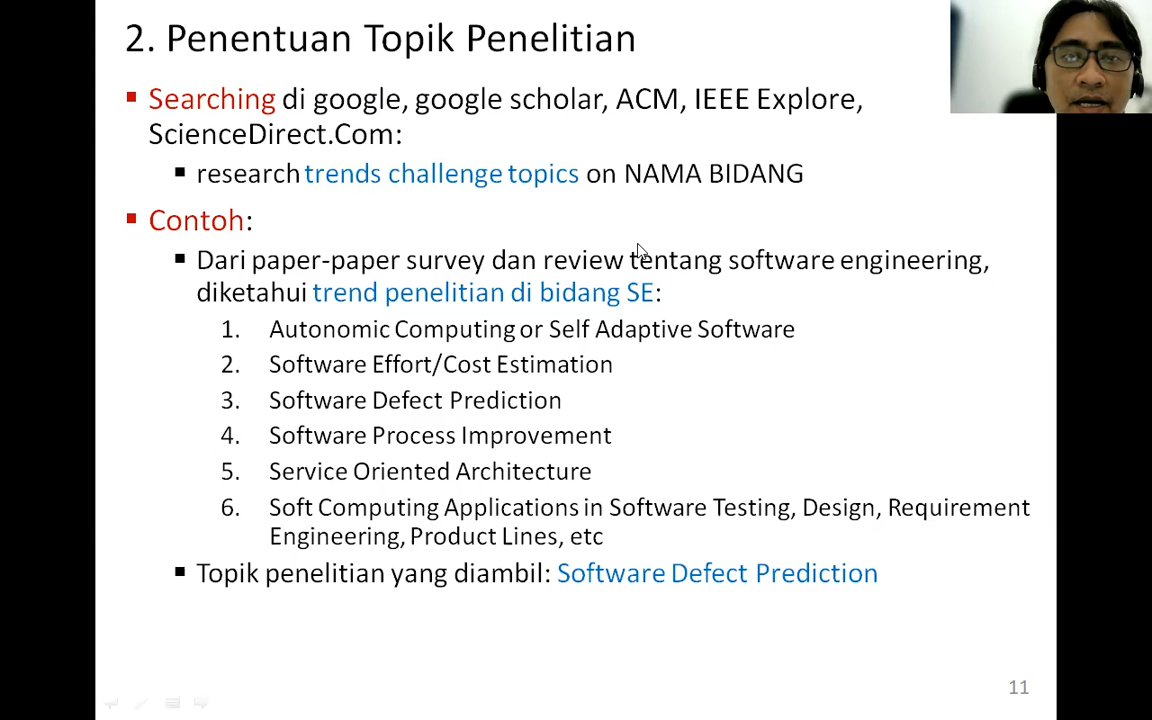 2. Penentuan Topik Penelitian
▪ Searching di google, google scholar, ACM, IEEE Explore,
ScienceDirect.Com:
▪ research trends challenge topics on NAMA BIDANG
▪ Contoh:
▪ Dari paper-paper survey dan review tentang software engineering,
diketahui trend penelitian di bidang SE:
1. Autonomic Computing or Self Adaptive Software
2. Software Effort/Cost Estimation
3. Software Defect Prediction
4. Software Process Improvement
5. Service Oriented Architecture
6. Soft Computing Applications in Software Testing, Design, Requirement
Engineering, Product Lines, etc
▪ Topik penelitian yang diambil: Software Defect Prediction
11